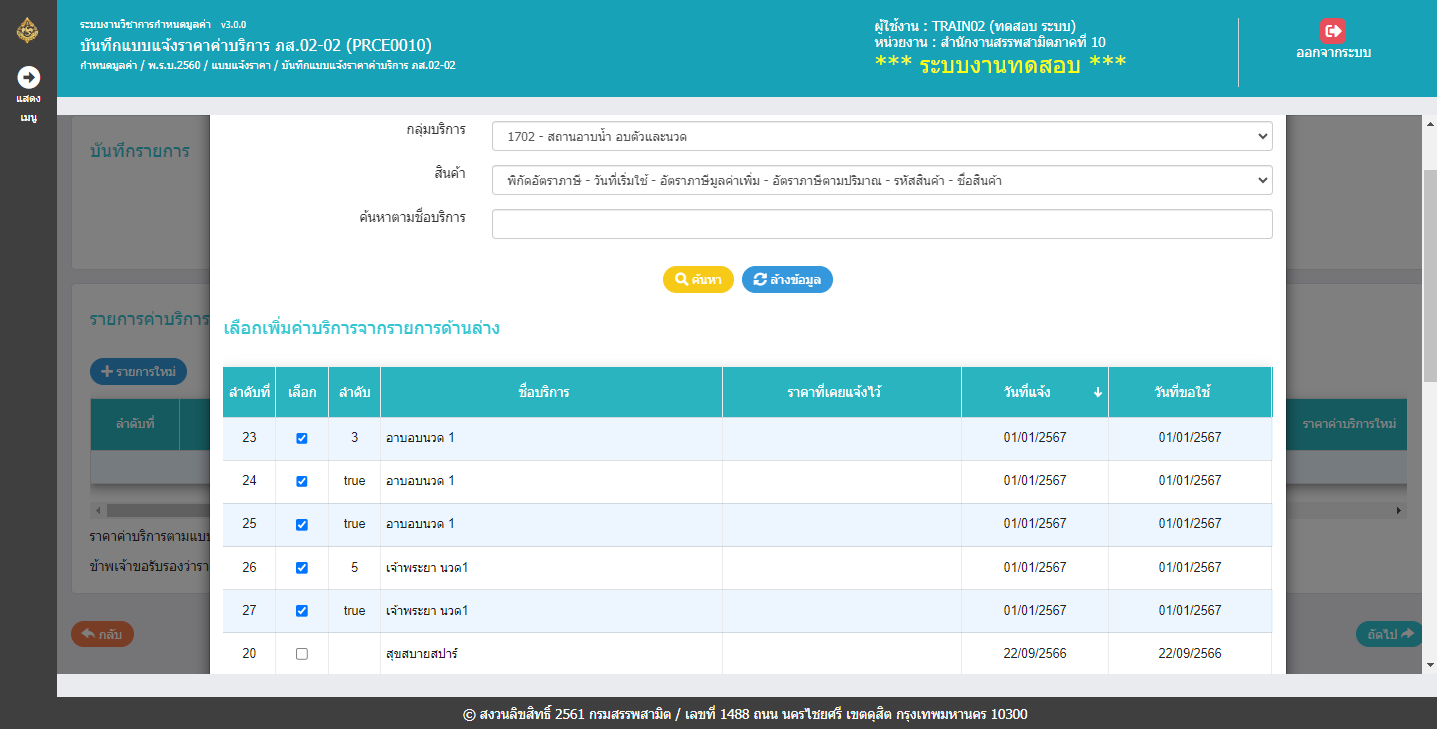 ระบบงานวิชาการกำหนดมูลค่า v3.0.0
บันทึกแบบแจ้งราคาค่าบริการ ภส.02-02 (PRCE0010)
กำหนดมูลค่า / พ.ร.บ.2560 / แบบแจ้งราคา / บันทึกแบบแจ้งราคาค่าบริการ ภส.02-02
ผู้ใช้งาน : TRAIN02 (ทดสอบ ระบบ)
หน่วยงาน : สำนักงานสรรพสามิตภาคที่ 10
*** ระบบงานทดสอบ ***
ออกจากระบบ
แสดง
เมนู
บันทึกรายการ
กลุ่มบริการ 1702 - สถานอาบน้ำ อบตัวและนวด
สินค้า พิกัดอัตราภาษี - วันที่เริ่มใช้ - อัตราภาษีมูลค่าเพิ่ม - อัตราภาษีตามปริมาณ - รหัสสินค้า - ชื่อสินค้า
ค้นหาตามชื่อบริการ
ค้นหา ล้างข้อมูล
รายการค่าบริการ
เลือกเพิ่มค่าบริการจากรายการด้านล่าง
รายการใหม่
ลำดับที่ เลือก ลำดับ ชื่อบริการ ราคาที่เคยแจ้งไว้ วันที่แจ้ง วันที่ขอใช้
ลำดับที่ ราคาค่าบริการใหม่
23 3 อาบอบนวด 1 01/01/2567 01/01/2567
24 true อาบอบนวด 1 01/01/2567 01/01/2567
25 true อาบอบนวด 1 01/01/2567 01/01/2567
ราคาค่าบริการตามแบบ
26 5 เจ้าพระยา นวด1 01/01/2567 01/01/2567
ข้าพเจ้าขอรับรองว่ารา
27 true เจ้าพระยา นวด1 01/01/2567 01/01/2567
กลับ ถัดไป
20 สุขสบายสปาร์ 22/09/2566 22/09/2566
© สงวนลิขสิทธิ์ 2561 กรมสรรพสามิต / เลขที่ 1488 ถนน นครไชยศรี เขตดุสิต กรุงเทพมหานคร 10300